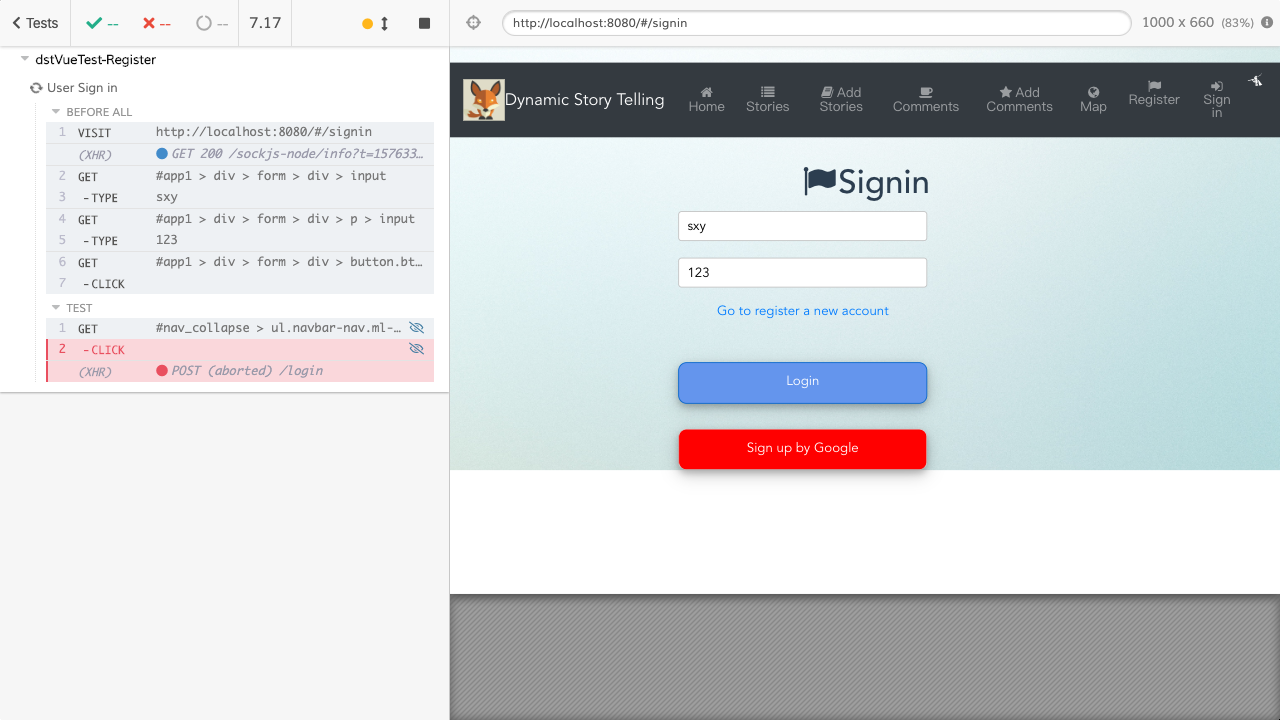 Tests -- -- -- 7.17
http://localhost:8080/#/signin 1000 x 660 (83%)
dstVueTest-Register
User Sign in
BEFORE ALL
1 VISIT http://localhost:8080/#/signin
(XHR) GET 200 /sockjs-node/info?t=157633…
2 GET #app1 > div > form > div > input
3 -TYPE sxy
4 GET #app1 > div > form > div > p > input
5 -TYPE 123
6 GET #app1 > div > form > div > button.bt…
7 -CLICK
TEST
1 GET #nav_collapse > ul.navbar-nav.ml-…
2 -CLICK
(XHR) POST (aborted) /login
Dynamic Story Telling
Home
Stories
Add
Stories
Comments
Add
Comments
Map
Register
Sign
in
Signin
sxy
123
Go to register a new account
Login
Sign up by Google